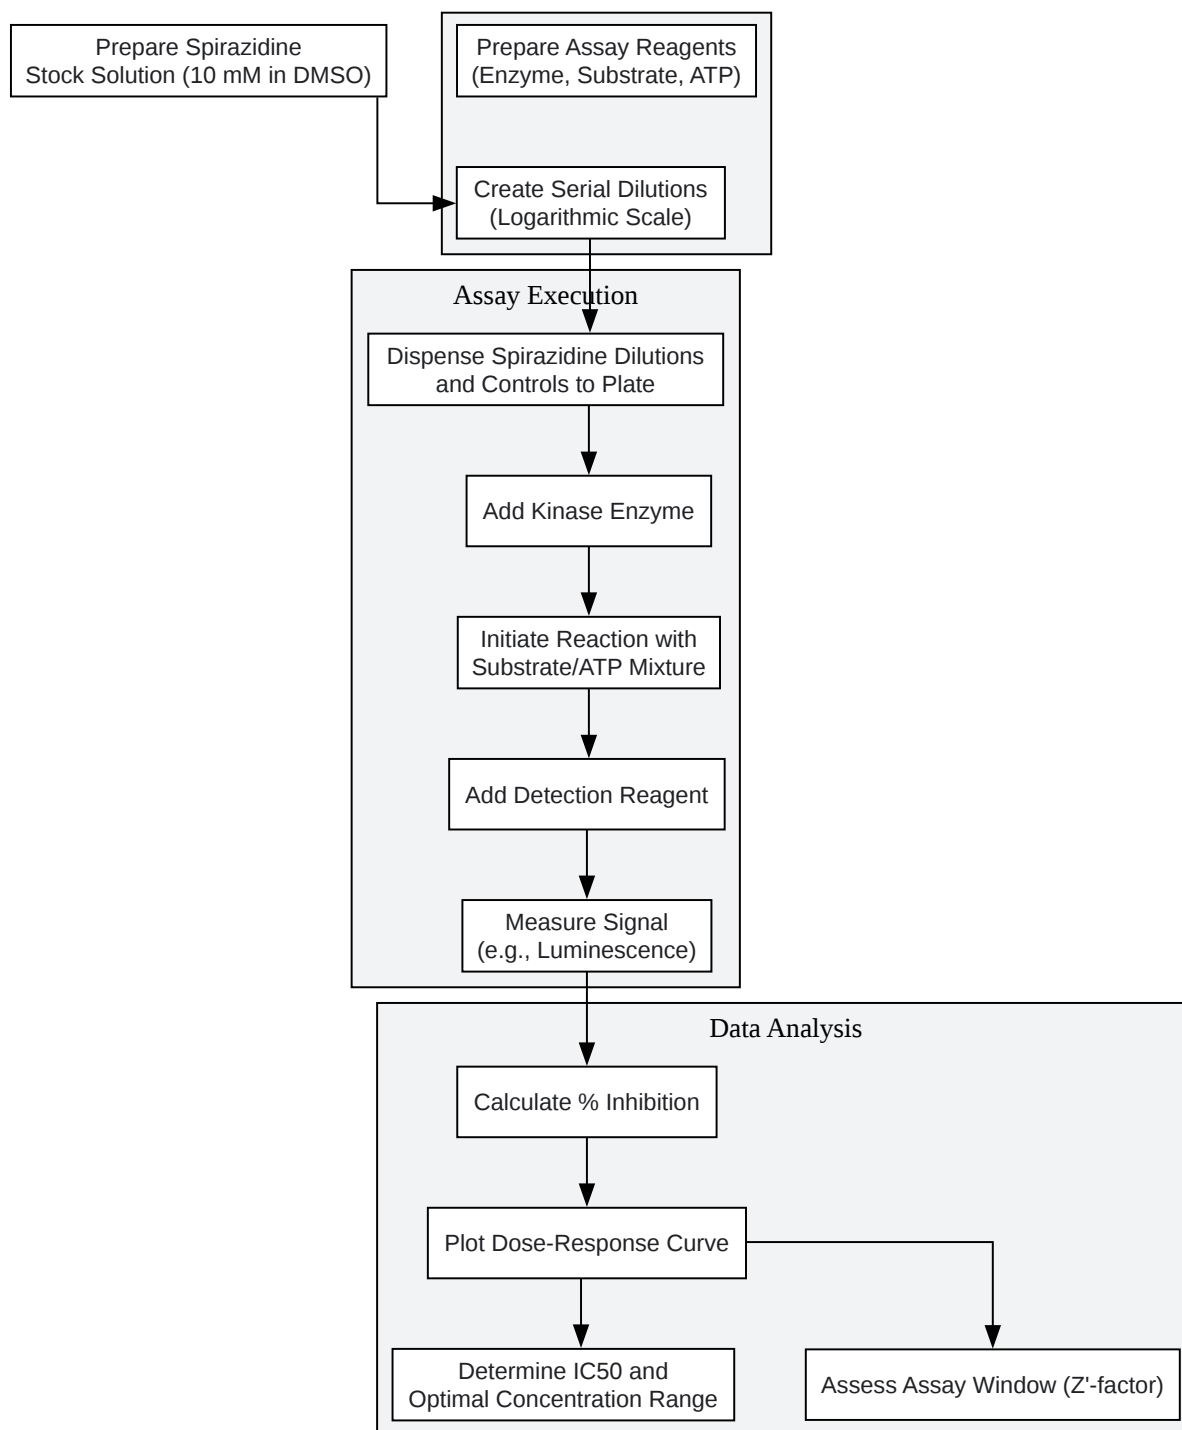 Prepare Spirazidine
Stock Solution (10 mM in DMSO)
Prepare Assay Reagents
(Enzyme, Substrate, ATP)
Create Serial Dilutions
(Logarithmic Scale)
Assay Execution
Dispense Spirazidine Dilutions
and Controls to Plate
Add Kinase Enzyme
Initiate Reaction with
Substrate/ATP Mixture
Add Detection Reagent
Measure Signal
(e.g., Luminescence)
Data Analysis
Calculate % Inhibition
Plot Dose-Response Curve
Determine IC50 and
Optimal Concentration Range
Assess Assay Window (Z'-factor)